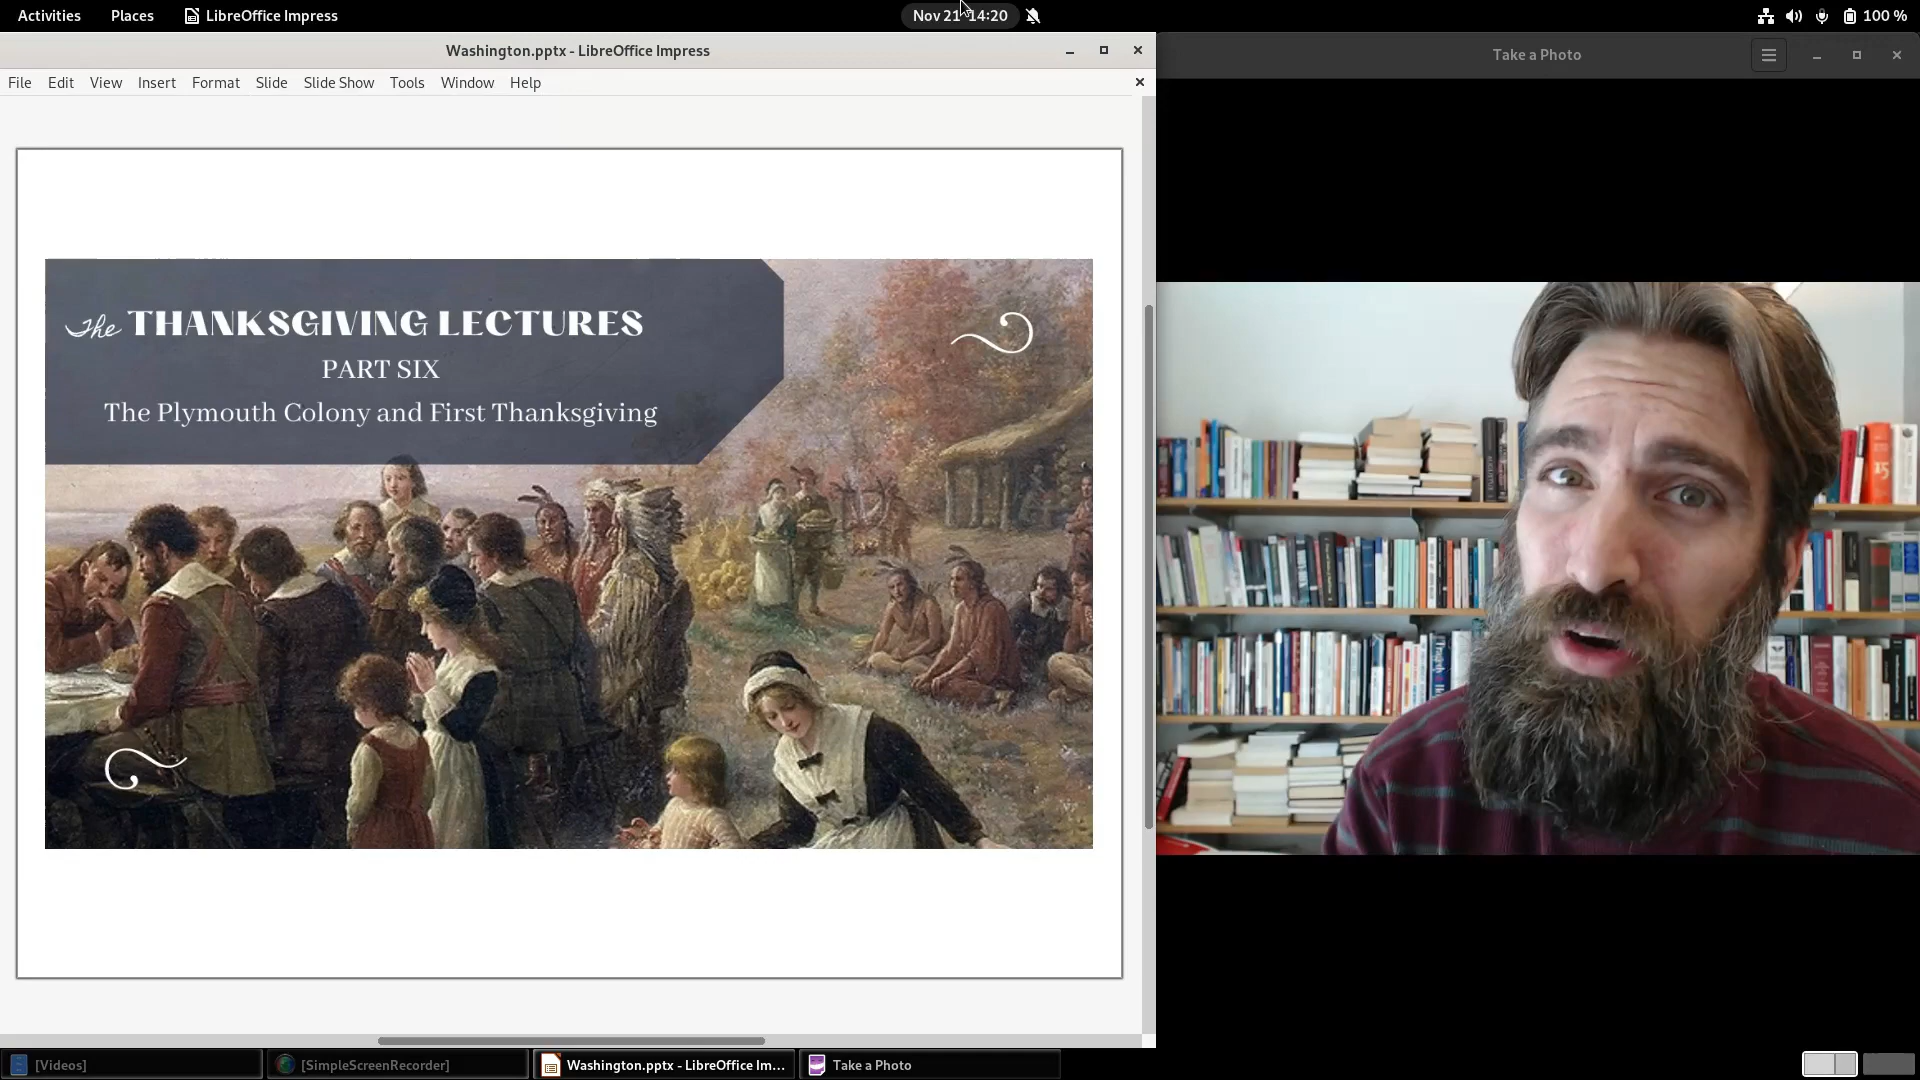 Activities Places LibreOffice Impress Nov 21 14:20 100 %
Washington.pptx - LibreOffice Impress
Take a Photo
File Edit View Insert Format Slide Slide Show Tools Window Help
The THANKSGIVING LECTURES
PART SIX
The Plymouth Colony and First Thanksgiving
15
[Videos] [SimpleScreenRecorder] Washington.pptx - LibreOffice Im... Take a Photo